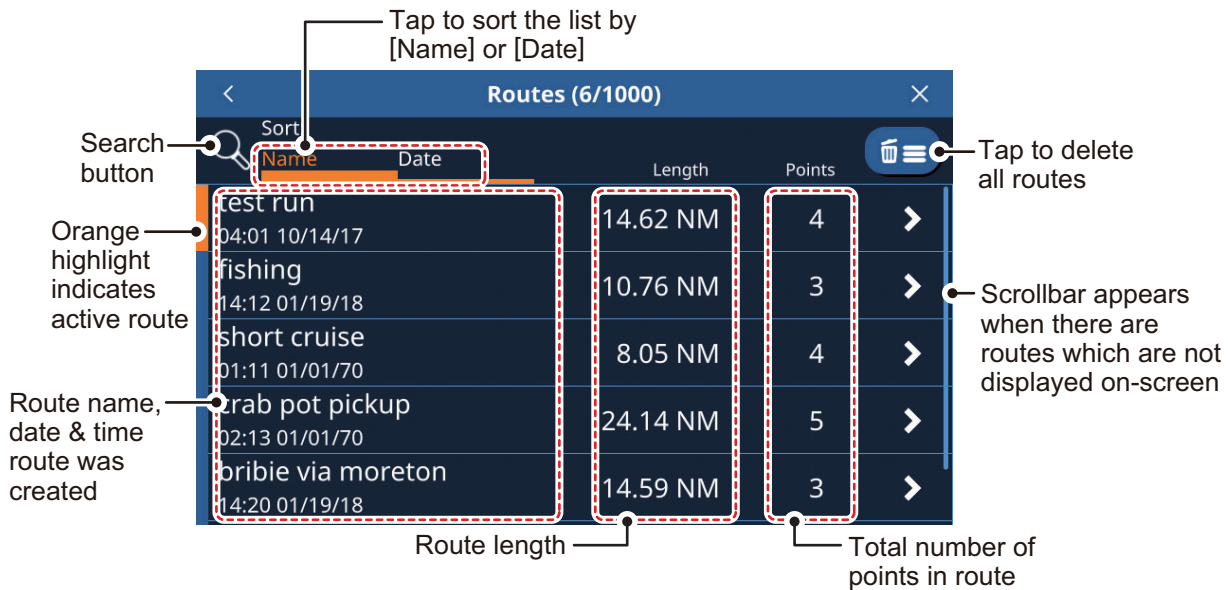 Tap to sort the list by
[Name] or [Date]
Routes (6/1000)
Sort
Name Date Length Points
Search
button
Tap to delete
all routes
test run
04:01 10/14/17
14.62 NM 4
Orange
highlight
indicates
active route
fishing
14:12 01/19/18
10.76 NM 3
Scrollbar appears
when there are
routes which are not
displayed on-screen
short cruise
01:11 01/01/70
8.05 NM 4
Route name,
date & time
route was
created
crab pot pickup
02:13 01/01/70
24.14 NM 5
bribie via moreton
14:20 01/19/18
14.59 NM 3
Route length
Total number of
points in route